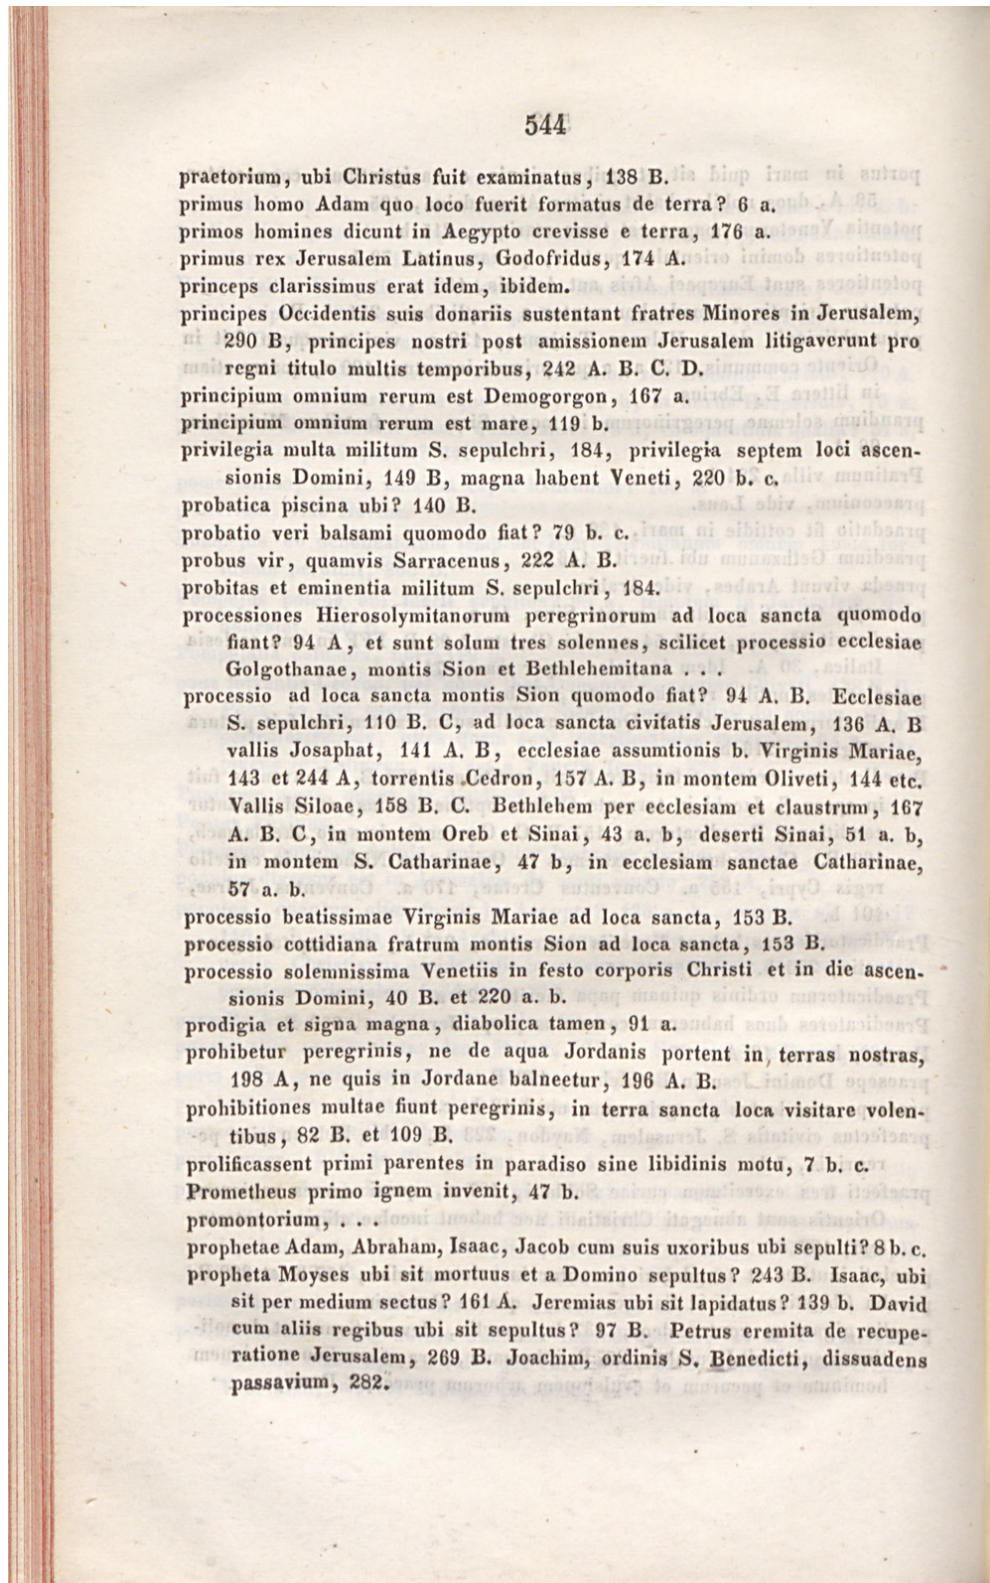 544
praetorium, ubi Christus fuit examinatus, 138 B.
primus homo Adam quo loco fuerit formatus de terra? 6 a.
primos homines dicunt in Aegypto crevisse e terra, 176 a.
primus rex Jerusalem Latinus, Godofridus, 174 A.
princeps clarissimus erat idem, ibidem.
principes Occidentis suis donariis sustentant fratres Minores in Jerusalem,
290 B, principes nostri post amissionem Jerusalem litigaverunt pro
regni titulo multis temporibus, 242 A. B. C. D.
principium omnium rerum est Demogorgon, 167 a.
principium omnium rerum est mare, 119 b.
privilegia multa militum S. sepulchri, 184, privilegia septem loci ascen-
sionis Domini, 149 B, magna habent Veneti, 220 b. c.
probatica piscina ubi? 140 B.
probatio veri balsami quomodo fiat? 79 b. c.
probus vir, quamvis Sarracenus, 222 A. B.
probitas et eminentia militum S. sepulchri, 184.
processiones Hierosolymitanorum peregrinorum ad loca sancta quomodo
fiant? 94 A, et sunt solum tres solennes, scilicet processio ecclesiae
Golgothanae, montis Sion et Bethlehemitana . . .
processio ad loca sancta montis Sion quomodo fiat? 94 A. B. Ecclesiae
S. sepulchri, 110 B. C, ad loca sancta civitatis Jerusalem, 136 A. B
vallis Josaphat, 141 A. B, ecclesiae assumtionis b. Virginis Mariae,
143 et 244 A, torrentis Cedron, 157 A. B, in montem Oliveti, 144 etc.
Vallis Siloae, 158 B. C. Bethlehem per ecclesiam et claustrum, 167
A. B. C, in montem Oreb et Sinai, 43 a. b, deserti Sinai, 51 a. b,
in montem S. Catharinae, 47 b, in ecclesiam sanctae Catharinae,
57 a. b.
processio beatissimae Virginis Mariae ad loca sancta, 153 B.
processio cottidiana fratrum montis Sion ad loca sancta, 153 B.
processio solemnissima Venetiis in festo corporis Christi et in die ascen-
sionis Domini, 40 B. et 220 a. b.
prodigia et signa magna, diabolica tamen, 91 a.
prohibetur peregrinis, ne de aqua Jordanis portent in terras nostras,
198 A, ne quis in Jordane balneetur, 196 A. B.
prohibitiones multae fiunt peregrinis, in terra sancta loca visitare volen-
tibus, 82 B. et 109 B.
prolificassent primi parentes in paradiso sine libidinis motu, 7 b. c.
Prometheus primo ignem invenit, 47 b.
promontorium, . . .
prophetae Adam, Abraham, Isaac, Jacob cum suis uxoribus ubi sepulti? 8 b. c.
propheta Moyses ubi sit mortuus et a Domino sepultus? 243 B. Isaac, ubi
sit per medium sectus? 161 A. Jeremias ubi sit lapidatus? 139 b. David
cum aliis regibus ubi sit sepultus? 97 B. Petrus eremita de recupe-
ratione Jerusalem, 269 B. Joachim, ordinis S. Benedicti, dissuadens
passavium, 282.